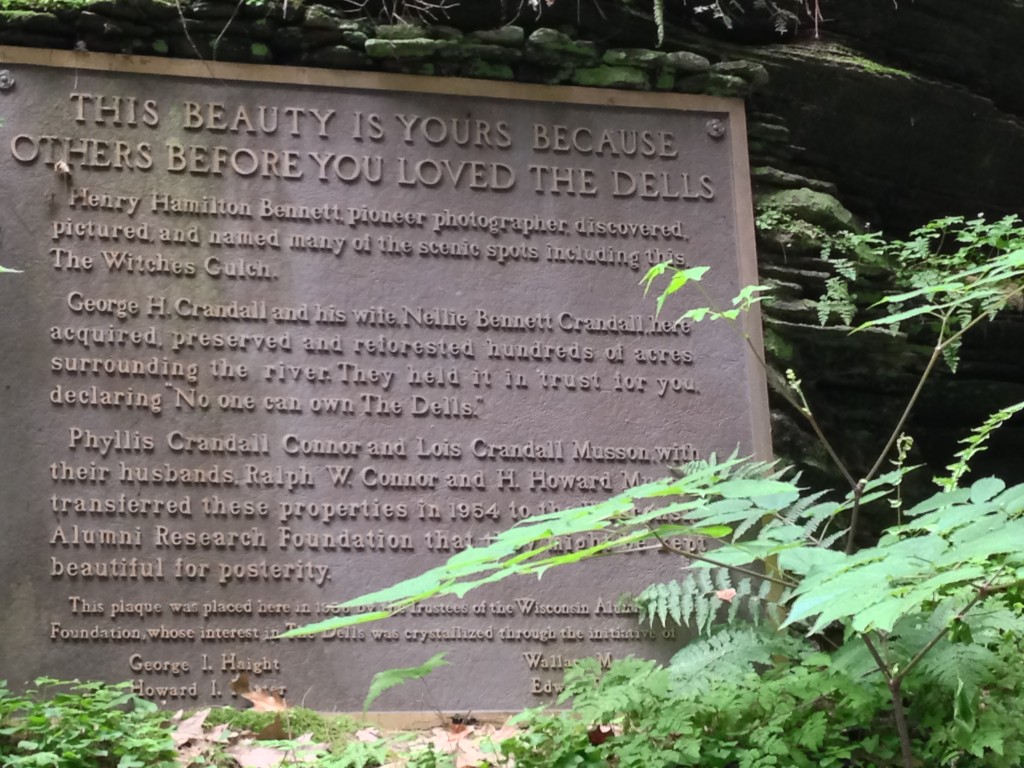 THIS BEAUTY IS YOURS BECAUSE
OTHERS BEFORE YOU LOVED THE DELLS
Henry Hamilton Bennett, pioneer photographer, discovered,
pictured, and named many of the scenic spots including this,
The Witches Gulch.
George H. Crandall and his wife, Nellie Bennett Crandall, here
acquired, preserved and reforested hundreds of acres
surrounding the river. They held it in trust for you,
declaring "No one can own The Dells."
Phyllis Crandall Connor and Lois Crandall Musson, with
their husbands, Ralph W. Connor and H. Howard
transferred these properties in 1954 to
Alumni Research Foundation that
beautiful for posterity.
This plaque was placed here in by the Trustees of the Wisconsin
Foundation, whose interest in The Dells was crystallized through the initiative of
George I. Haight
Howard I.